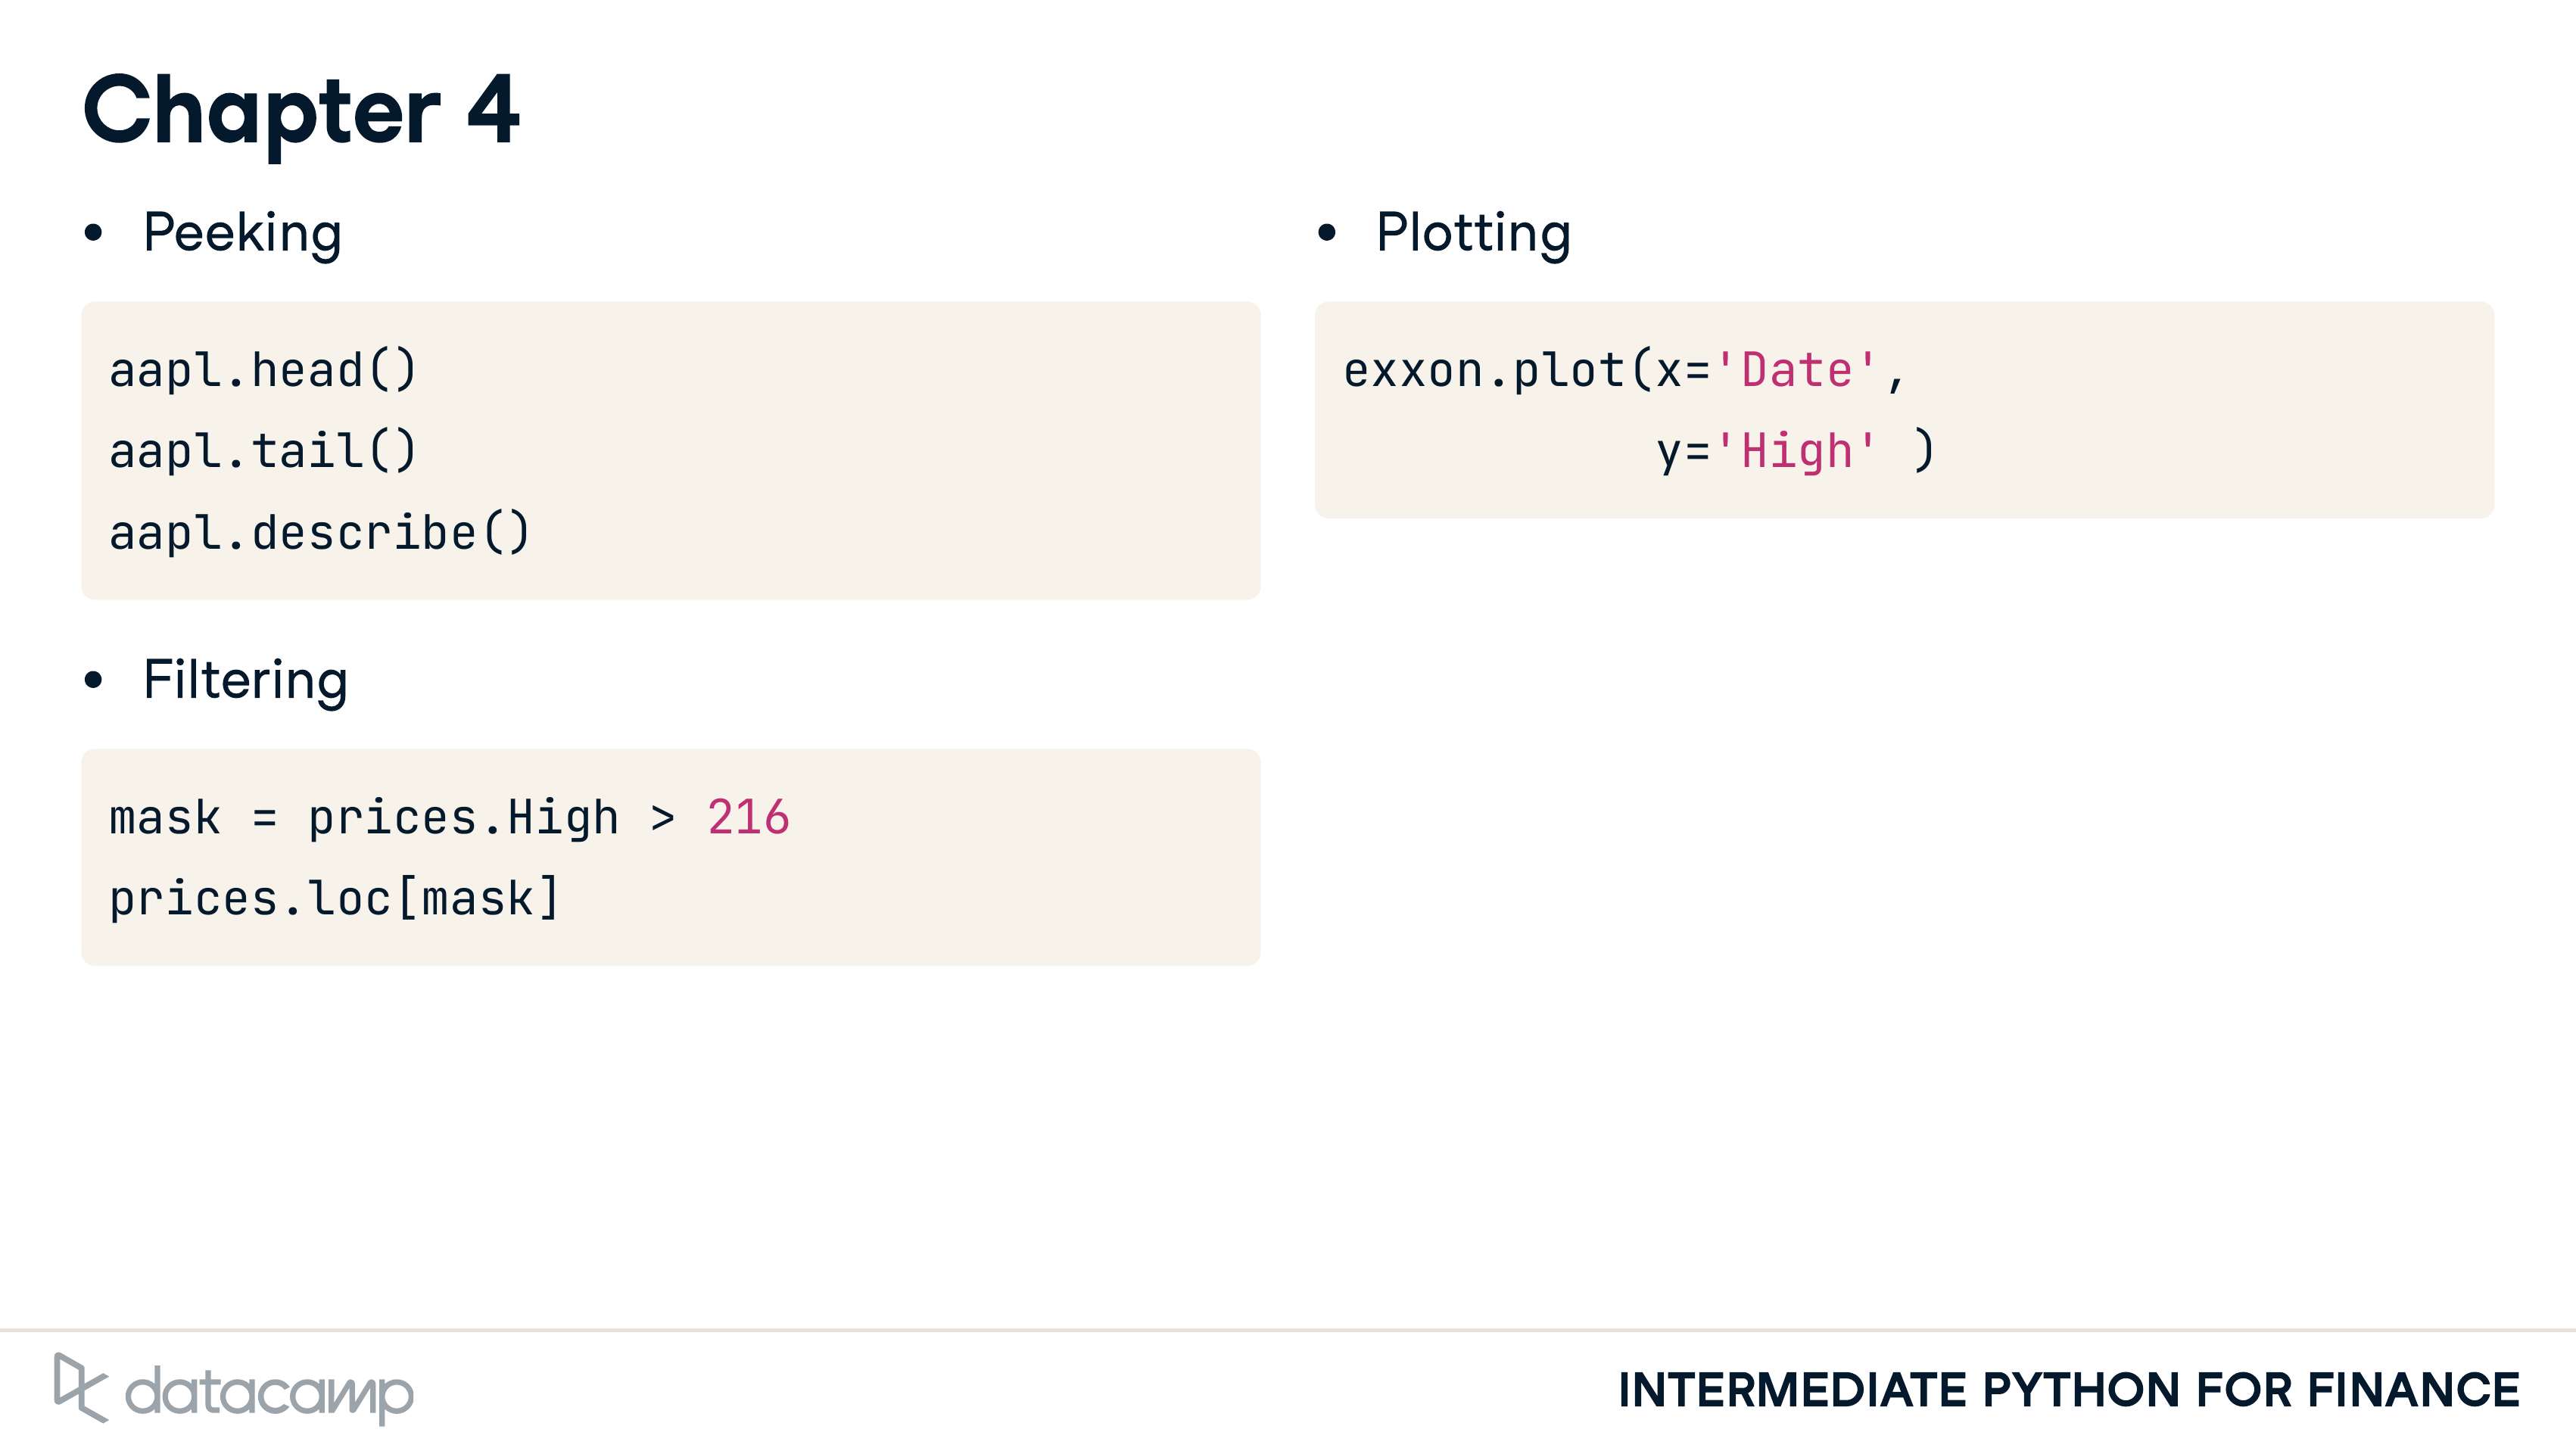 Chapter 4
• Peeking
aapl.head()
aapl.tail()
aapl.describe()
• Filtering
mask = prices.High > 216
prices.loc[mask]
• Plotting
exxon.plot(x='Date',
           y='High' )
datacamp
INTERMEDIATE PYTHON FOR FINANCE